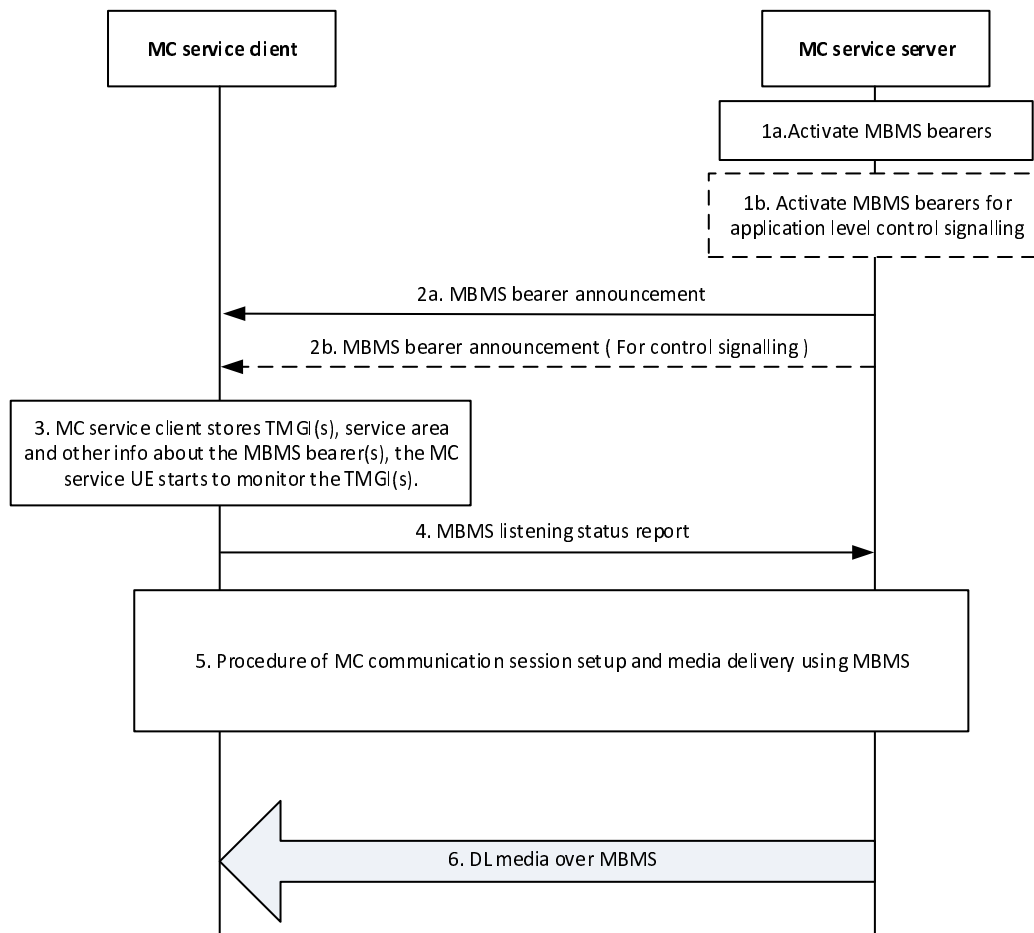 MC service client
MC service server
1a.Activate MBMS bearers
1b. Activate MBMS bearers for
application level control signalling
2a. MBMS bearer announcement
2b. MBMS bearer announcement ( For control signalling )
3. MC service client stores TMGI(s), service area
and other info about the MBMS bearer(s), the MC
service UE starts to monitor the TMGI(s).
4. MBMS listening status report
5. Procedure of MC communication session setup and media delivery using MBMS
6. DL media over MBMS